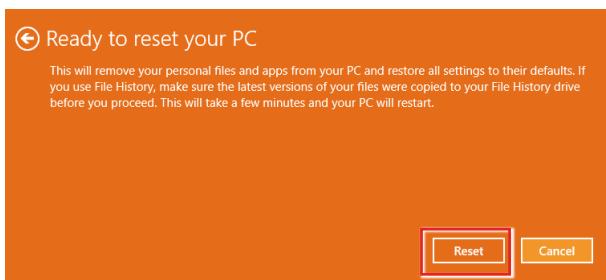 Ready to reset your PC
This will remove your personal files and apps from your PC and restore all settings to their defaults. If
you use File History, make sure the latest versions of your files were copied to your File History drive
before you proceed. This will take a few minutes and your PC will restart.
Reset
Cancel